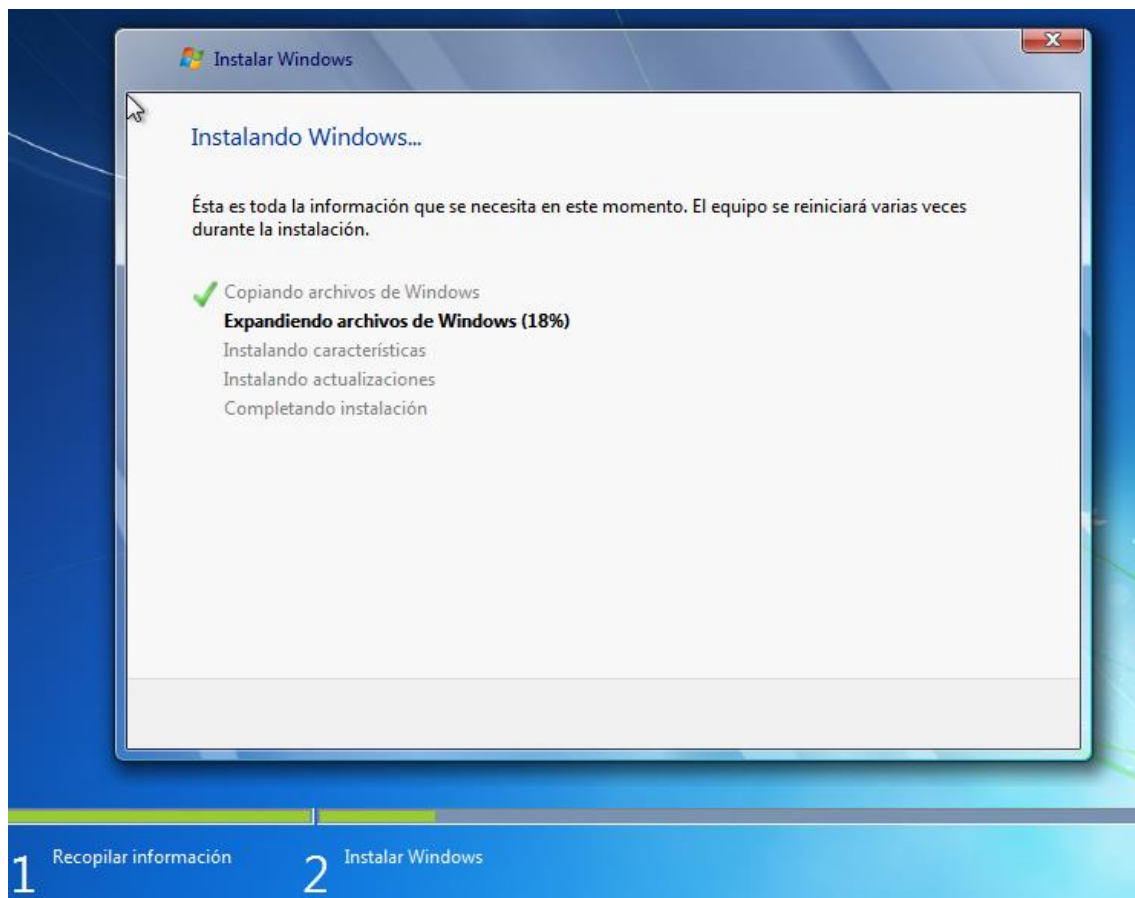 Instalar Windows
Instalando Windows...
Ésta es toda la información que se necesita en este momento. El equipo se reiniciará varias veces
durante la instalación.
Copiando archivos de Windows
Expandiendo archivos de Windows (18%)
Instalando características
Instalando actualizaciones
Completando instalación
1 Recopilar información 2 Instalar Windows